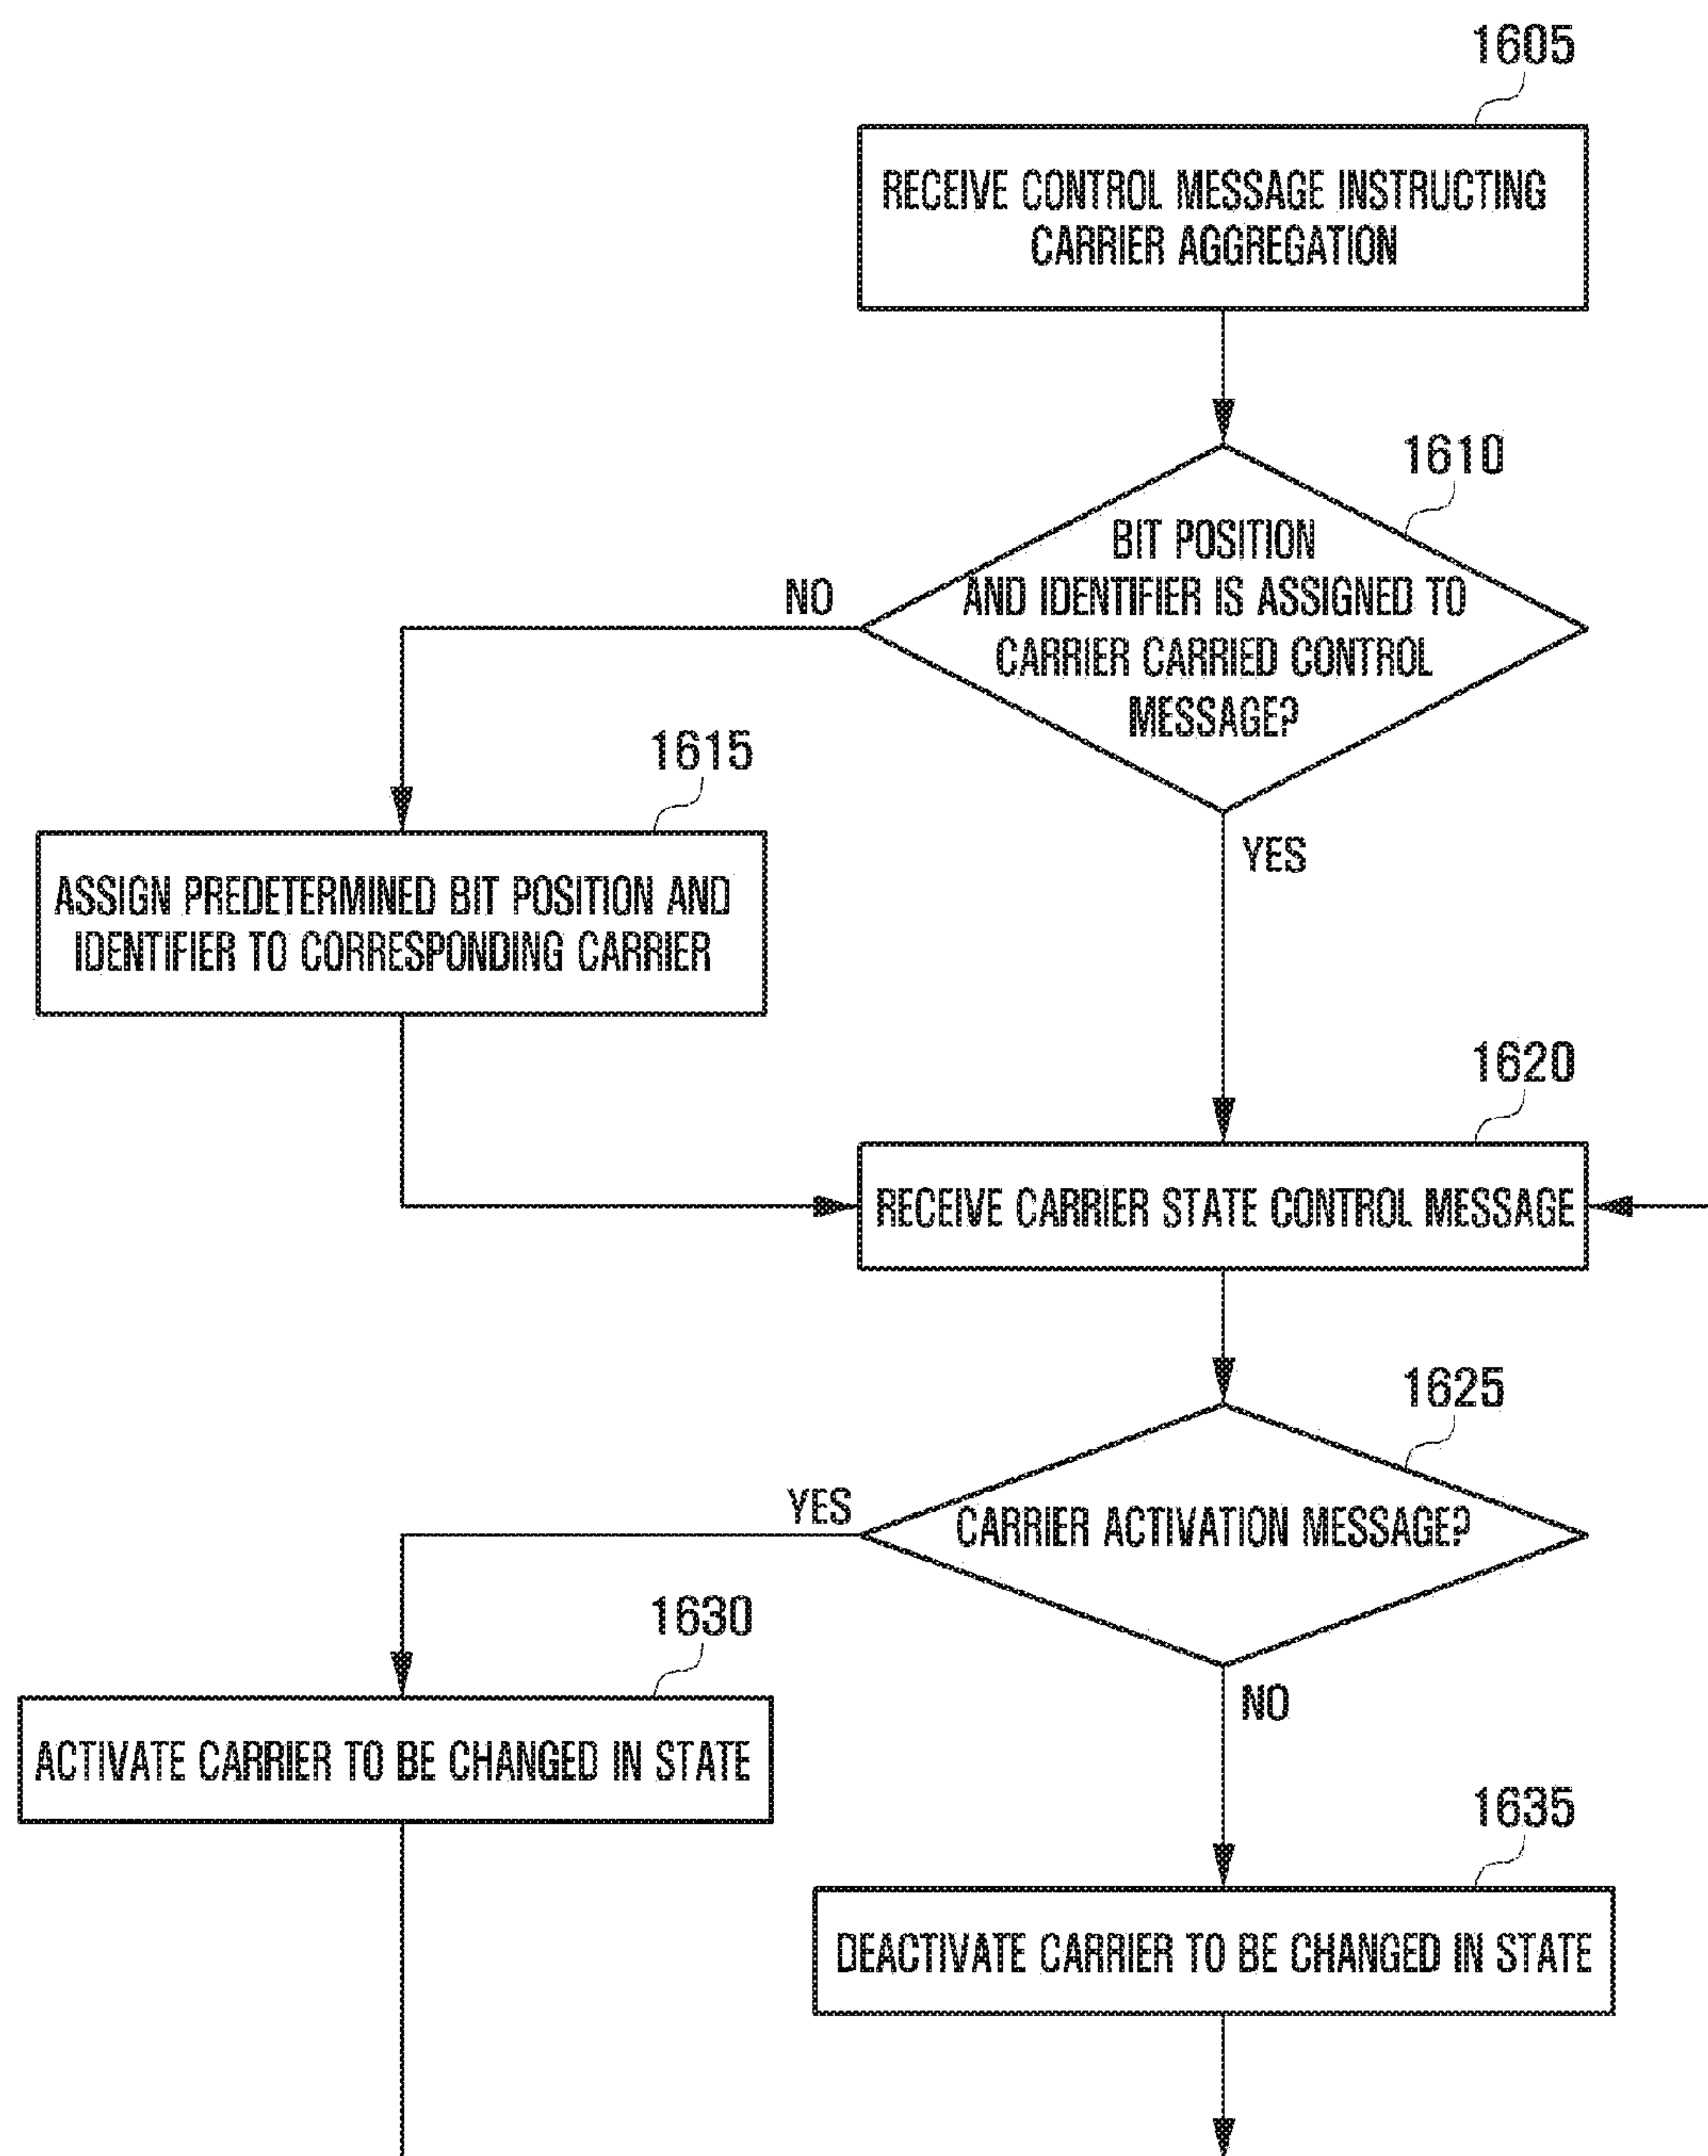 1605
RECEIVE CONTROL MESSAGE INSTRUCTING
CARRIER AGGREGATION
1610
BIT POSITION
AND IDENTIFIER IS ASSIGNED TO
CARRIER CARRIED CONTROL
MESSAGE?
NO
YES
1615
ASSIGN PREDETERMINED BIT POSITION AND
IDENTIFIER TO CORRESPONDING CARRIER
1620
RECEIVE CARRIER STATE CONTROL MESSAGE
1625
CARRIER ACTIVATION MESSAGE?
YES
NO
1630
ACTIVATE CARRIER TO BE CHANGED IN STATE
1635
DEACTIVATE CARRIER TO BE CHANGED IN STATE